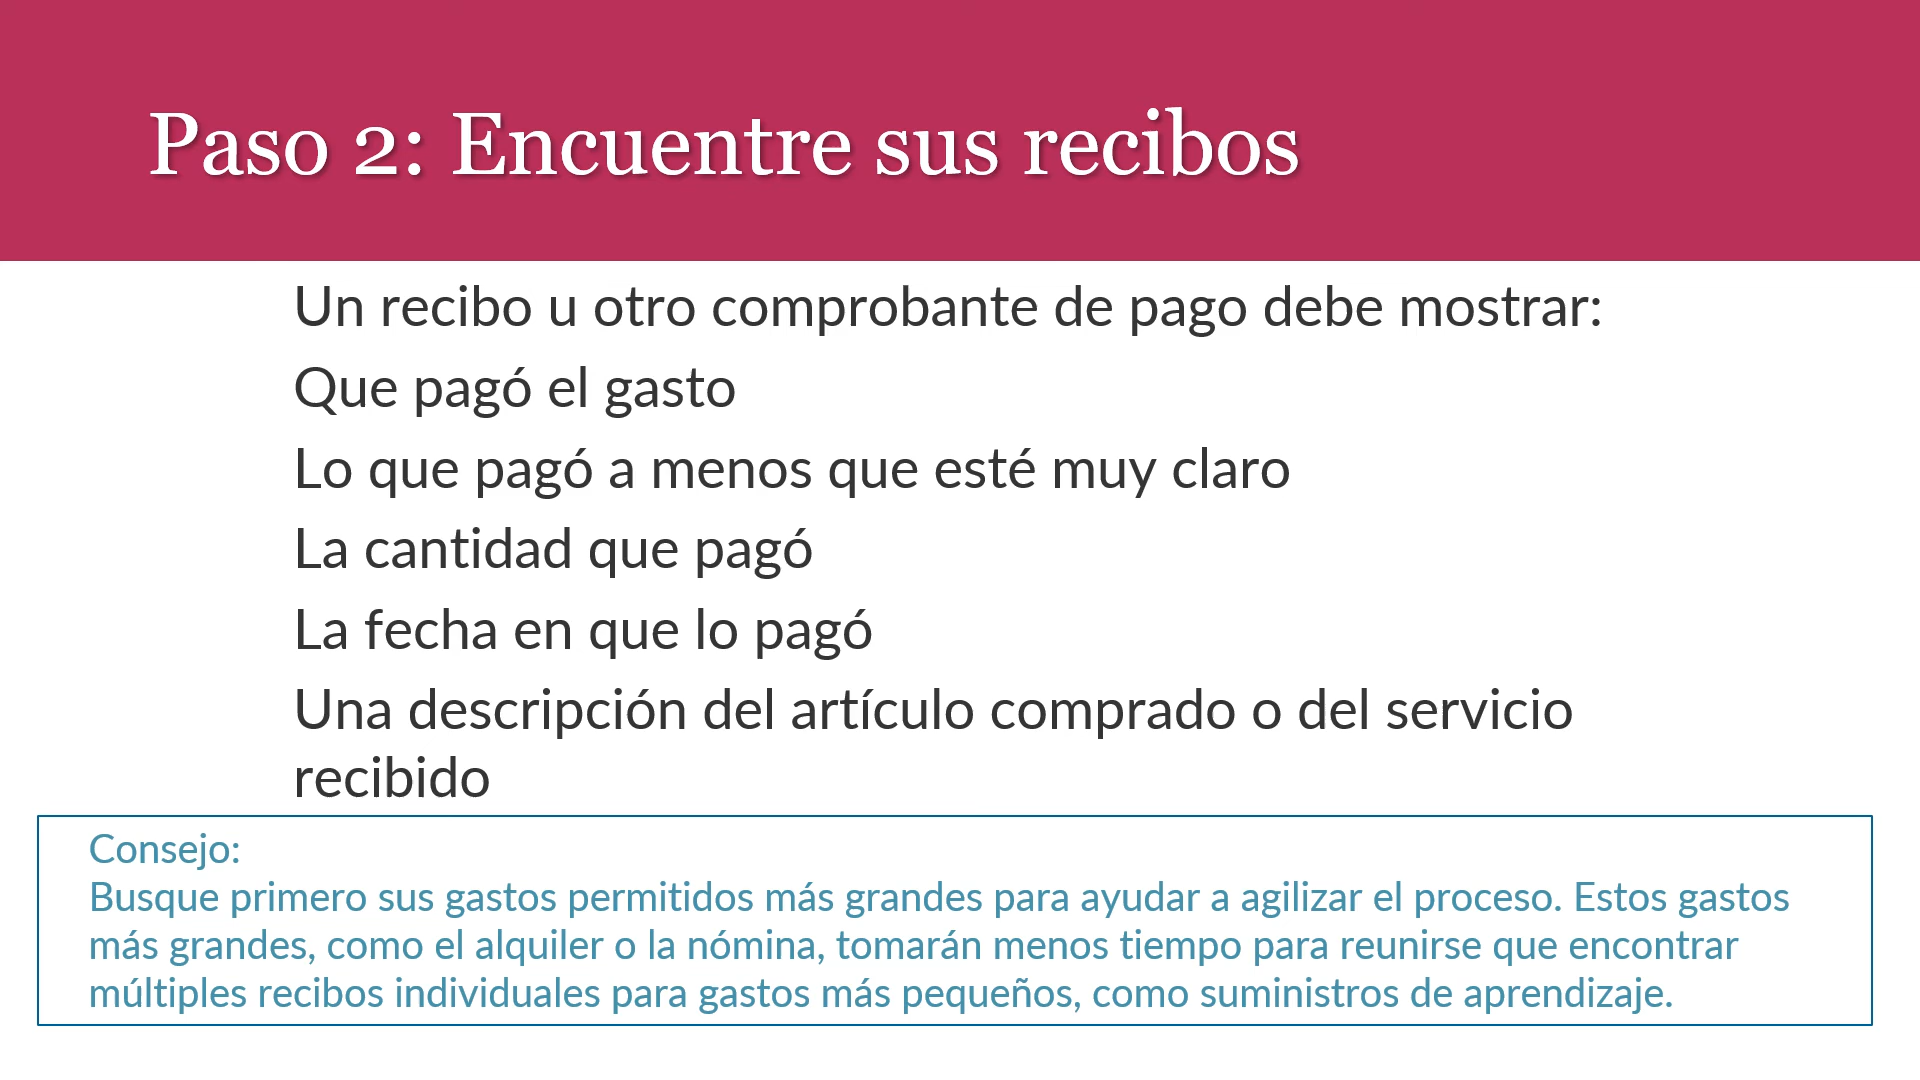 Paso 2: Encuentre sus recibos
Un recibo u otro comprobante de pago debe mostrar:
Que pagó el gasto
Lo que pagó a menos que esté muy claro
La cantidad que pagó
La fecha en que lo pagó
Una descripción del artículo comprado o del servicio
recibido
Consejo:
Busque primero sus gastos permitidos más grandes para ayudar a agilizar el proceso. Estos gastos
más grandes, como el alquiler o la nómina, tomarán menos tiempo para reunirse que encontrar
múltiples recibos individuales para gastos más pequeños, como suministros de aprendizaje.